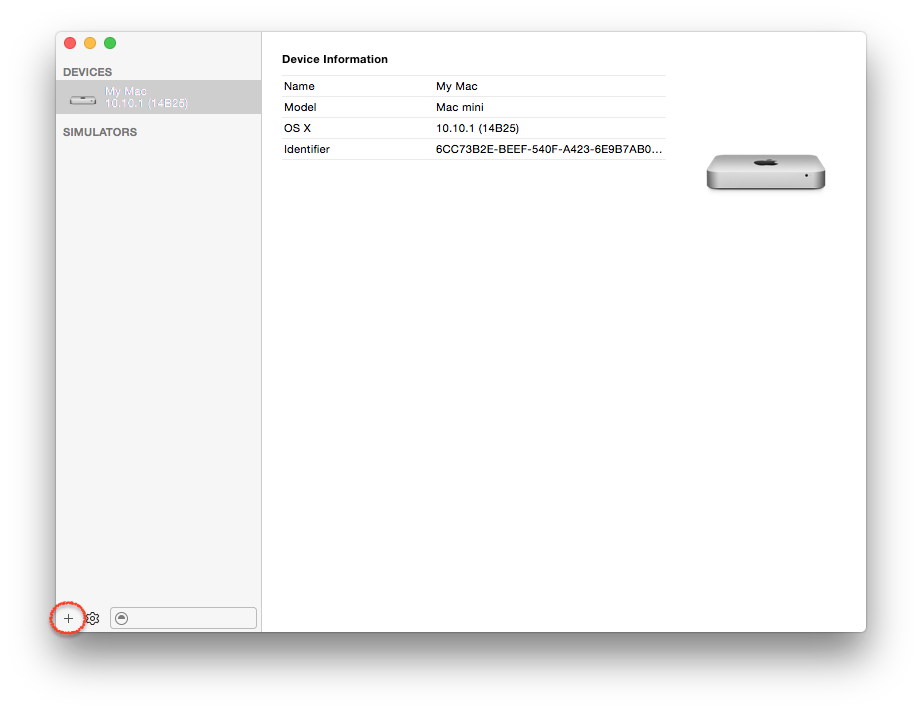 DEVICES
My Mac
10.10.1 (14B25)
SIMULATORS
Device Information
Name My Mac
Model Mac mini
OS X 10.10.1 (14B25)
Identifier 6CC73B2E-BEEF-540F-A423-6E9B7AB0...